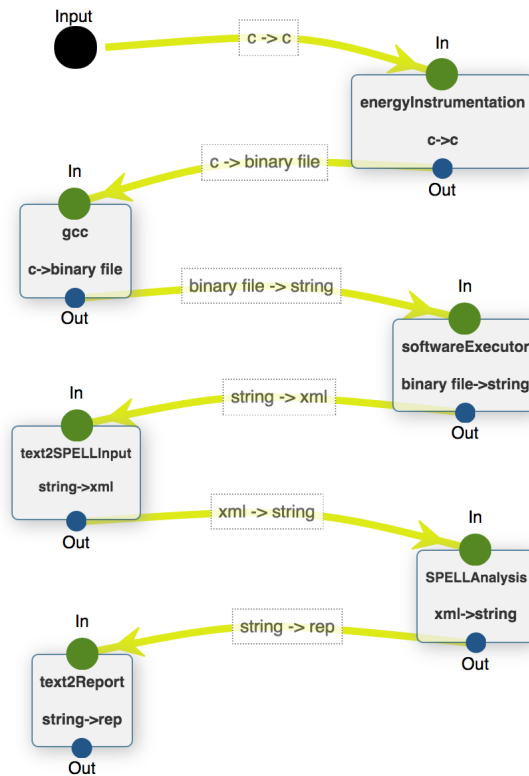 Input
c -> c
In
energyInstrumentation
c->c
Out
c -> binary file
In
gcc
c->binary file
Out
binary file -> string
In
softwareExecutor
binary file->string
Out
string -> xml
In
text2SPELLInput
string->xml
Out
xml -> string
In
SPELLAnalysis
xml->string
Out
string -> rep
In
text2Report
string->rep
Out